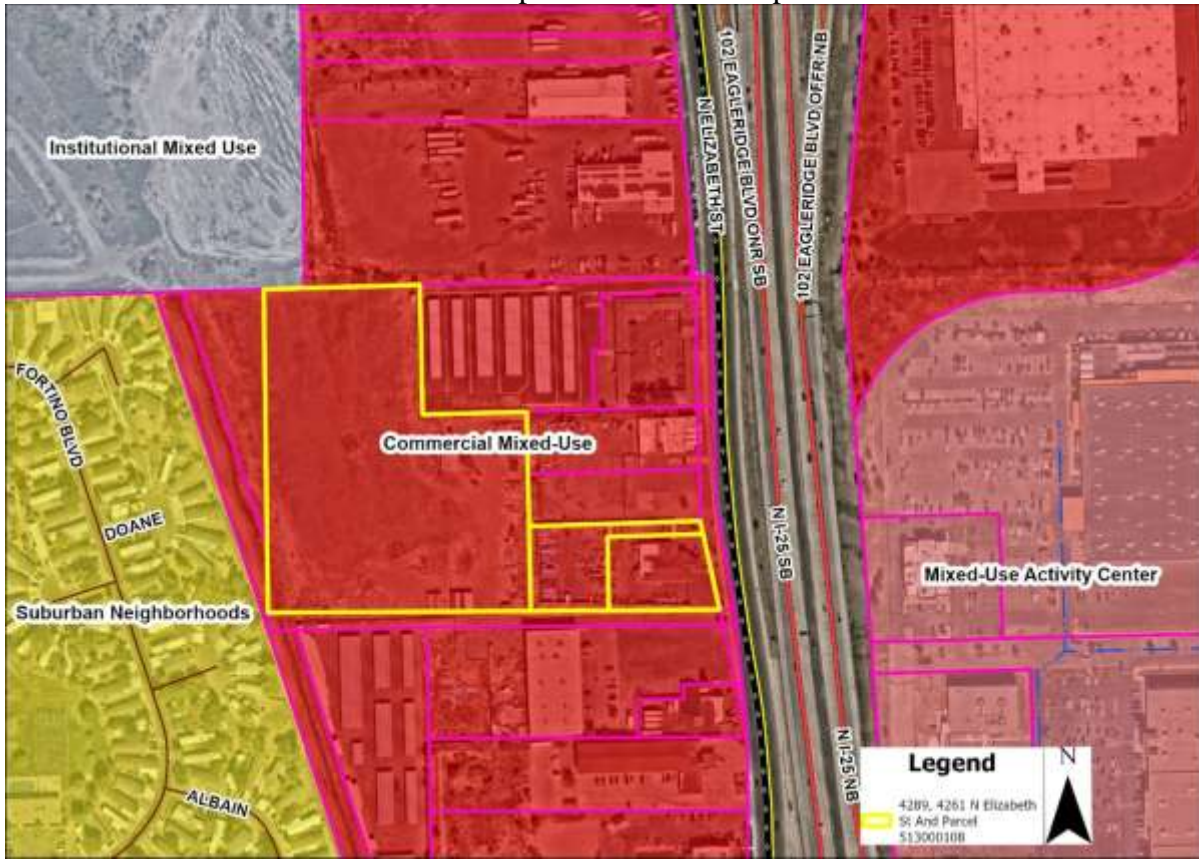 102 EAGLERIDGE BLVD ONR SB
102 EAGLERIDGE BLVD OFFR NB
N ELIZABETH ST
Institutional Mixed Use
FORTINO BLVD
Commercial Mixed-Use
DOANE
N I-25 SB
Mixed-Use Activity Center
Suburban Neighborhoods
N I-25 NB
ALBAIN
Legend
N
4289, 4261 N Elizabeth
St And Parcel
513000108